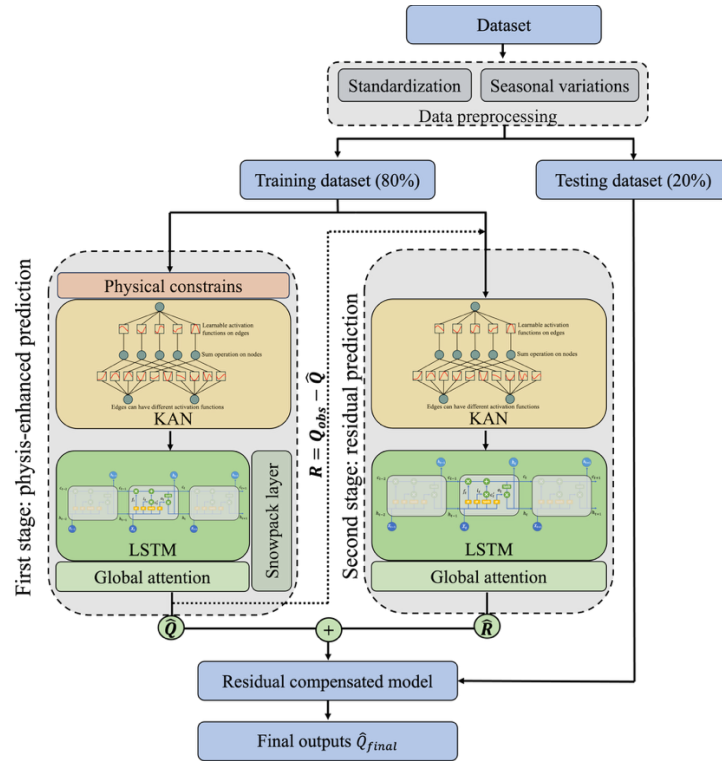 Dataset
Standardization
Seasonal variations
Data preprocessing
Training dataset (80%)
Testing dataset (20%)
First stage: physis-enhanced prediction
Physical constrains
Learnable activation
functions on edges
Sum operation on nodes
Edges can have different activation functions
KAN
LSTM
Snowpack layer
Global attention
R = Q_obs − Q̂
Second stage: residual prediction
Learnable activation
functions on edges
Sum operation on nodes
Edges can have different activation functions
KAN
LSTM
Global attention
Q̂
+
R̂
Residual compensated model
Final outputs Q̂_final